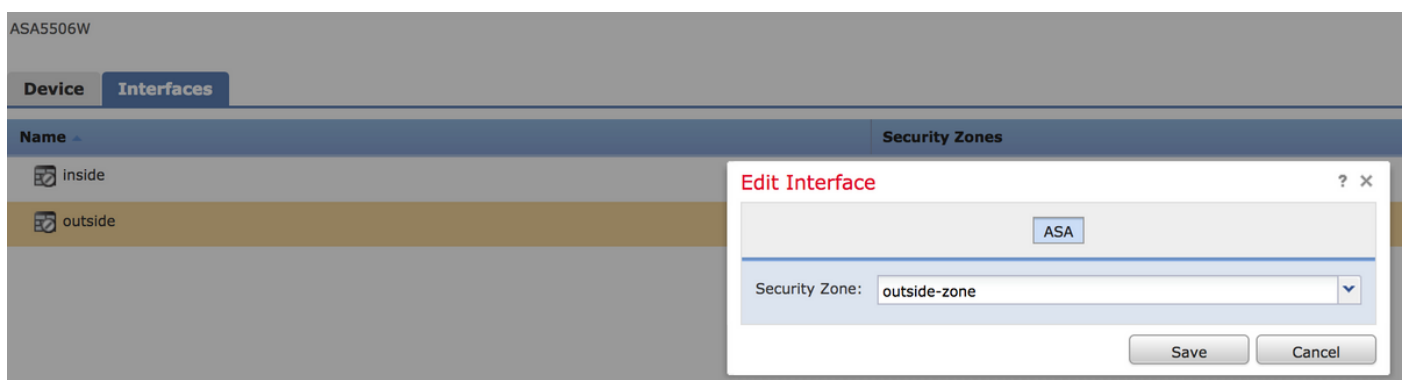 ASA5506W
Device Interfaces
Name Security Zones
inside
outside
Edit Interface ? ×
ASA
Security Zone: outside-zone
Save Cancel